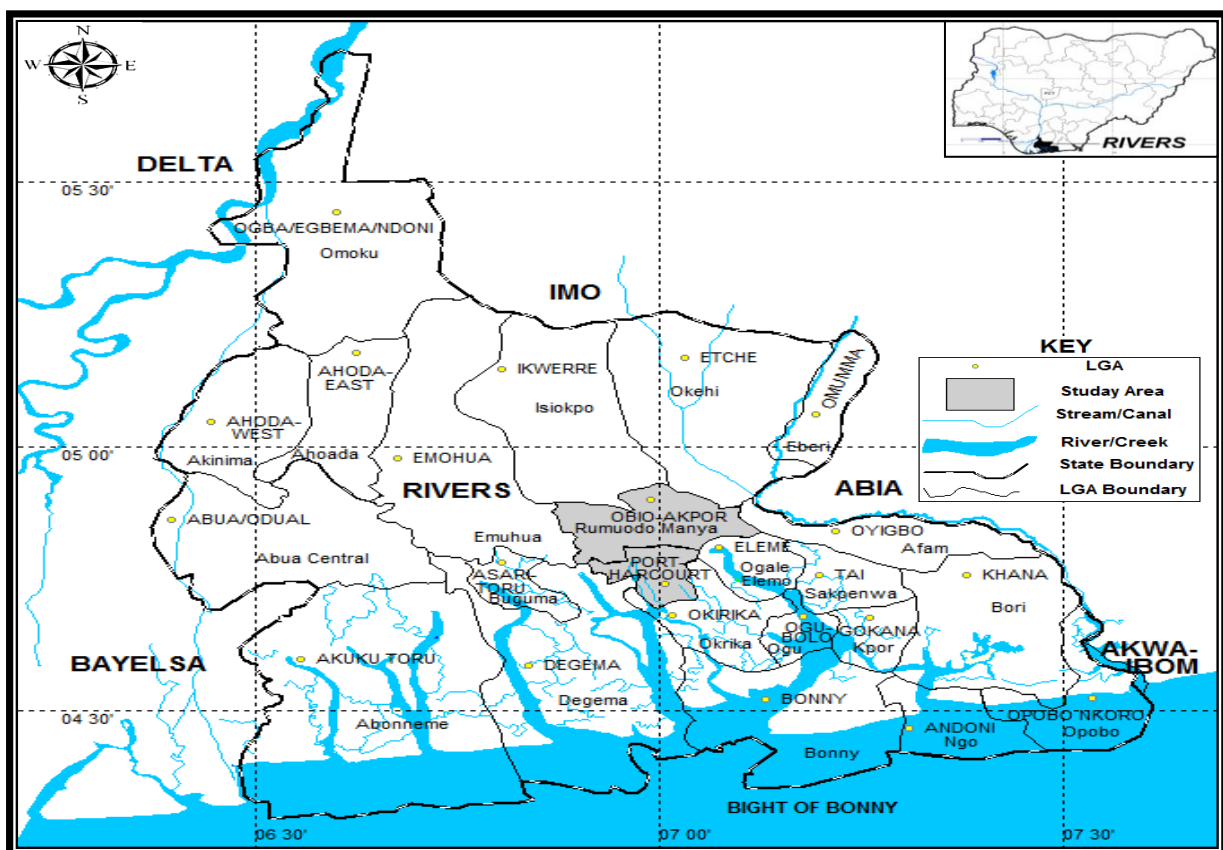 N
W
E
S
RIVERS
DELTA
05 30'
OGBA/EGBEMA/NDONI
Omoku
IMO
KEY
LGA
Studay Area
Stream/Canal
River/Creek
State Boundary
LGA Boundary
AHODA-
EAST
IKWERRE
Isiokpo
ETCHE
Okehi
OMUMMA
Eberi
AHODA-
WEST
Akinima
Ahoada
05 00'
EMOHUA
RIVERS
ABIA
OBIO-AKPOR
Rumuodo Manya
ABUA/ODUAL
Abua Central
Emuhua
OYIGBO
Afam
ELEME
Ogale
Elemo
ASARI-
TORU
Buguma
PORT-
HARCOURT
TAI
Sakpenwa
KHANA
Bori
OKIRIKA
Okrika
OGU-
BOLO
Ogu
GOKANA
Kpor
BAYELSA
AKUKU TORU
Abonneme
DEGEMA
Degema
AKWA-
IBOM
04 30'
BONNY
Bonny
ANDONI
Ngo
OPOBO NKORO
Opobo
BIGHT OF BONNY
06 30'
07 00'
07 30'